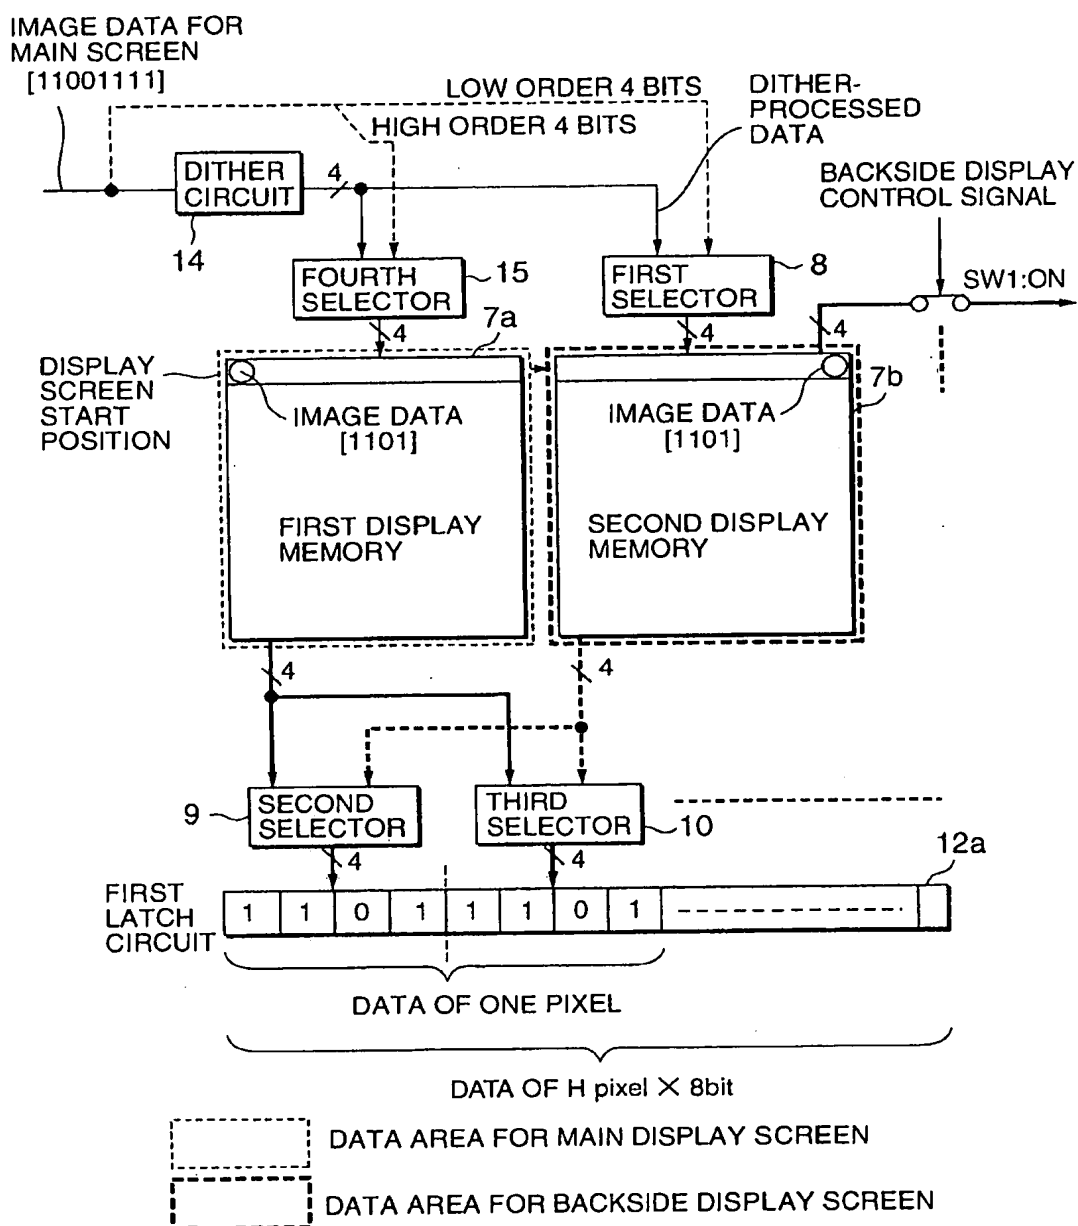 IMAGE DATA FOR
MAIN SCREEN
[11001111]
LOW ORDER 4 BITS
HIGH ORDER 4 BITS
DITHER-
PROCESSED
DATA
DITHER
CIRCUIT
4
14
BACKSIDE DISPLAY
CONTROL SIGNAL
FOURTH
SELECTOR
15
FIRST
SELECTOR
8
SW1:ON
4
7a
4
4
DISPLAY
SCREEN
START
POSITION
IMAGE DATA
[1101]
IMAGE DATA
[1101]
7b
FIRST DISPLAY
MEMORY
SECOND DISPLAY
MEMORY
4
4
9
SECOND
SELECTOR
THIRD
SELECTOR
10
4
4
12a
FIRST
LATCH
CIRCUIT
1 1 0 1 1 1 0 1
DATA OF ONE PIXEL
DATA OF H pixel X 8bit
DATA AREA FOR MAIN DISPLAY SCREEN
DATA AREA FOR BACKSIDE DISPLAY SCREEN